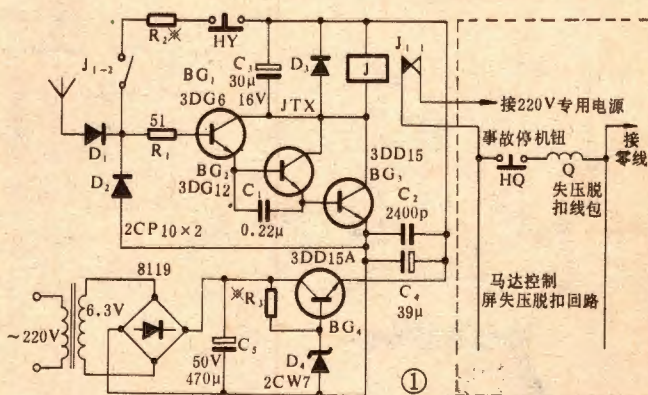 R₂※
HY
J₁₋₂
C₃
30μ
16V
D₃
J
J₁₋₁
BG₁
3DG6
JTX
接220V专用电源
51
R₁
D₁
D₂
BG₂
3DG12
C₁
0.22μ
3DD15
BG₃
C₂
2400p
事故停机钮
HQ
Q
失压脱
扣线包
接
零线
2CP10×2
8119
3DD15A
C₄
39μ
马达控制
屏失压脱扣回路
~220V
6.3V
※R₃
BG₄
C₅
50V
470μ
D₄
2CW7
①